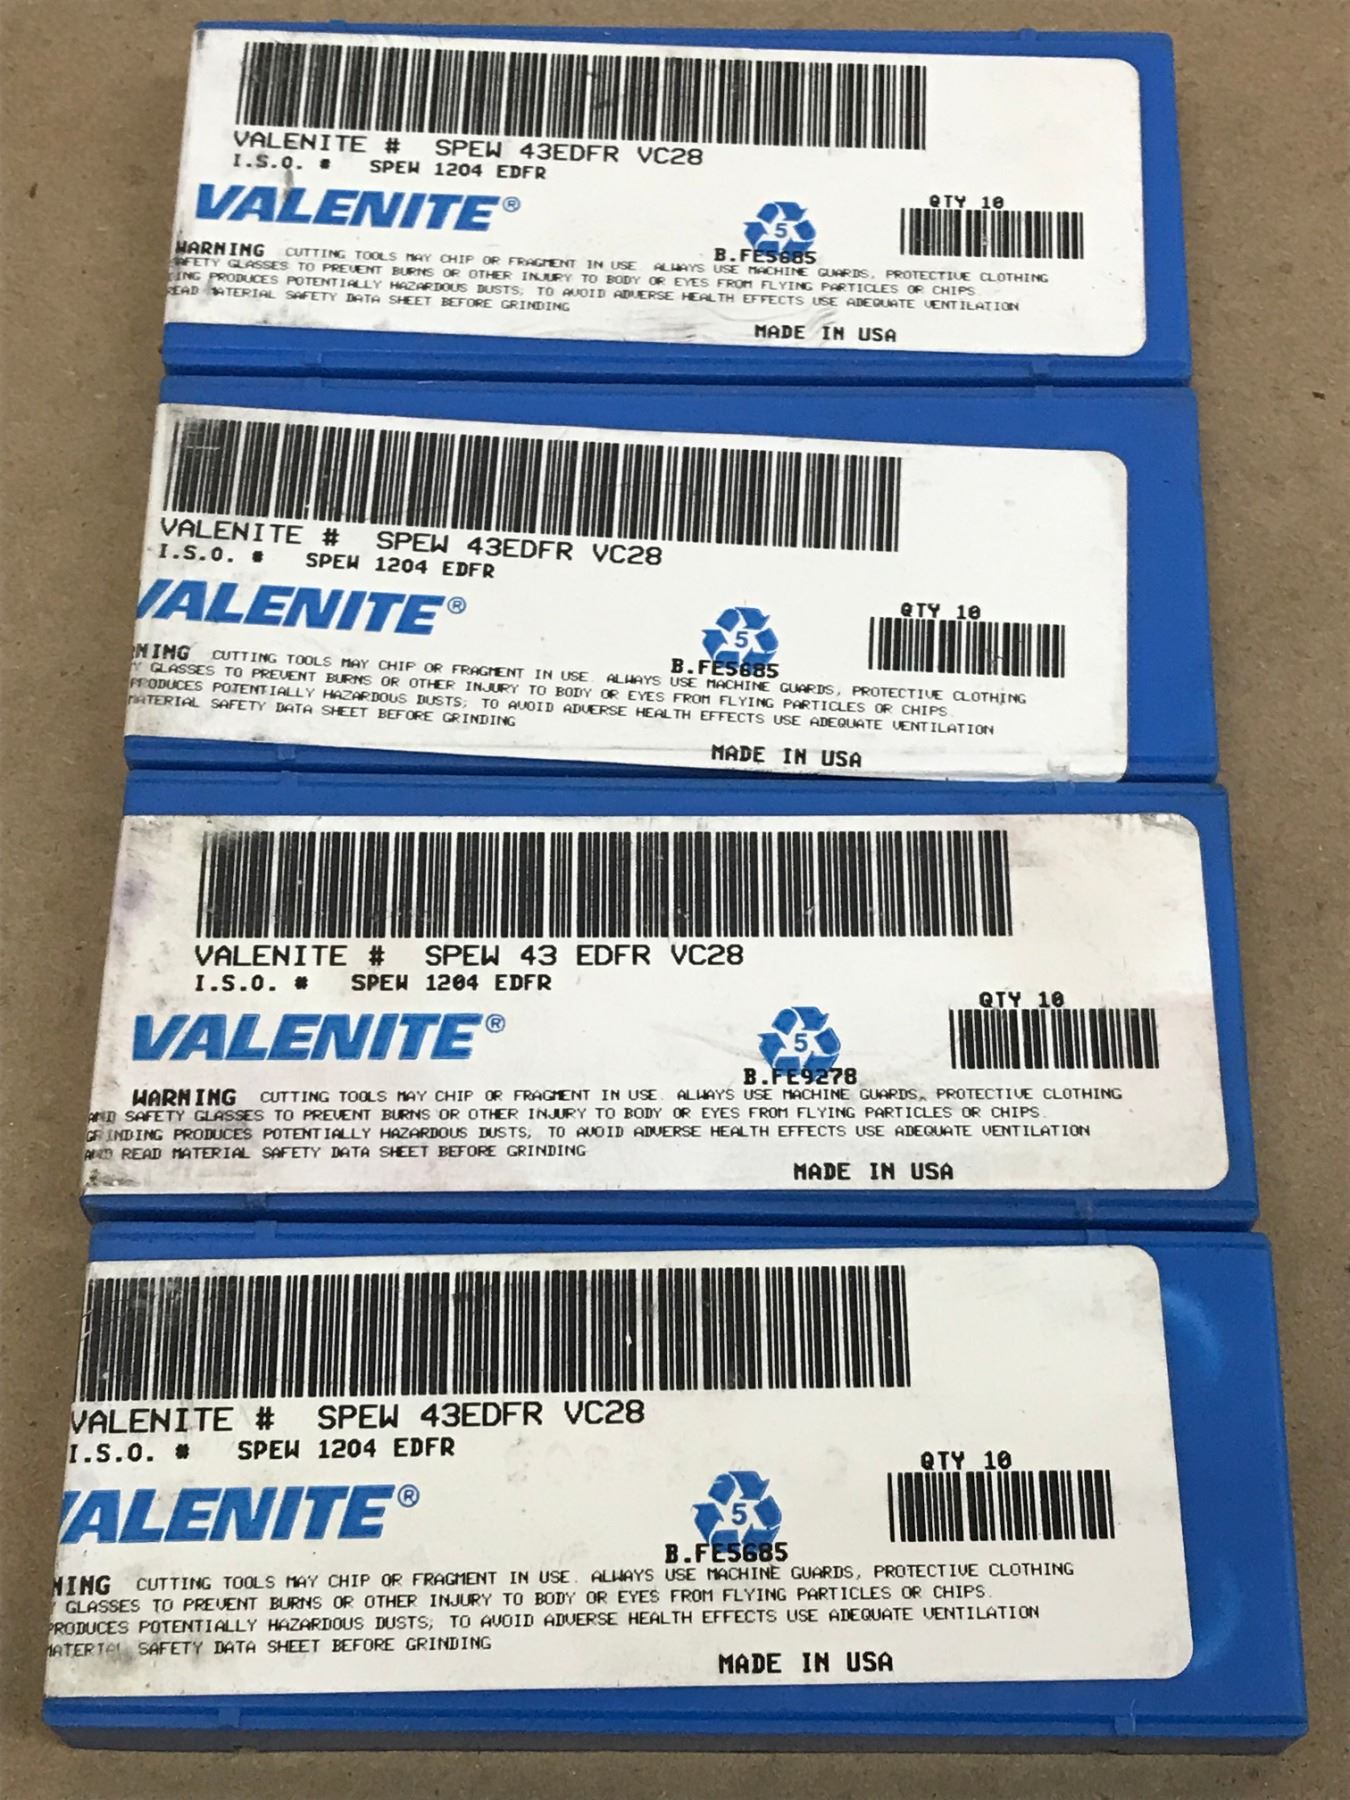 VALENITE # SPEW 43EDFR VC28
I.S.O. # SPEW 1204 EDFR
VALENITE®
QTY 10
5
B.FE5685
WARNING CUTTING TOOLS MAY CHIP OR FRAGMENT IN USE. ALWAYS USE MACHINE GUARDS, PROTECTIVE CLOTHING
AFETY GLASSES TO PREVENT BURNS OR OTHER INJURY TO BODY OR EYES FROM FLYING PARTICLES OR CHIPS.
ING PRODUCES POTENTIALLY HAZARDOUS DUSTS; TO AVOID ADVERSE HEALTH EFFECTS USE ADEQUATE VENTILATION
EAD MATERIAL SAFETY DATA SHEET BEFORE GRINDING
MADE IN USA
VALENITE # SPEW 43EDFR VC28
I.S.O. # SPEW 1204 EDFR
VALENITE®
QTY 10
5
B.FE5685
NING CUTTING TOOLS MAY CHIP OR FRAGMENT IN USE. ALWAYS USE MACHINE GUARDS, PROTECTIVE CLOTHING
Y GLASSES TO PREVENT BURNS OR OTHER INJURY TO BODY OR EYES FROM FLYING PARTICLES OR CHIPS.
PRODUCES POTENTIALLY HAZARDOUS DUSTS; TO AVOID ADVERSE HEALTH EFFECTS USE ADEQUATE VENTILATION
MATERIAL SAFETY DATA SHEET BEFORE GRINDING
MADE IN USA
VALENITE # SPEW 43 EDFR VC28
I.S.O. # SPEW 1204 EDFR
VALENITE®
QTY 10
5
B.FE9278
WARNING CUTTING TOOLS MAY CHIP OR FRAGMENT IN USE. ALWAYS USE MACHINE GUARDS, PROTECTIVE CLOTHING
AND SAFETY GLASSES TO PREVENT BURNS OR OTHER INJURY TO BODY OR EYES FROM FLYING PARTICLES OR CHIPS.
GRINDING PRODUCES POTENTIALLY HAZARDOUS DUSTS; TO AVOID ADVERSE HEALTH EFFECTS USE ADEQUATE VENTILATION
AND READ MATERIAL SAFETY DATA SHEET BEFORE GRINDING
MADE IN USA
VALENITE # SPEW 43EDFR VC28
I.S.O. # SPEW 1204 EDFR
VALENITE®
QTY 10
5
B.FE5685
NING CUTTING TOOLS MAY CHIP OR FRAGMENT IN USE. ALWAYS USE MACHINE GUARDS, PROTECTIVE CLOTHING
Y GLASSES TO PREVENT BURNS OR OTHER INJURY TO BODY OR EYES FROM FLYING PARTICLES OR CHIPS.
PRODUCES POTENTIALLY HAZARDOUS DUSTS; TO AVOID ADVERSE HEALTH EFFECTS USE ADEQUATE VENTILATION
MATERIAL SAFETY DATA SHEET BEFORE GRINDING
MADE IN USA